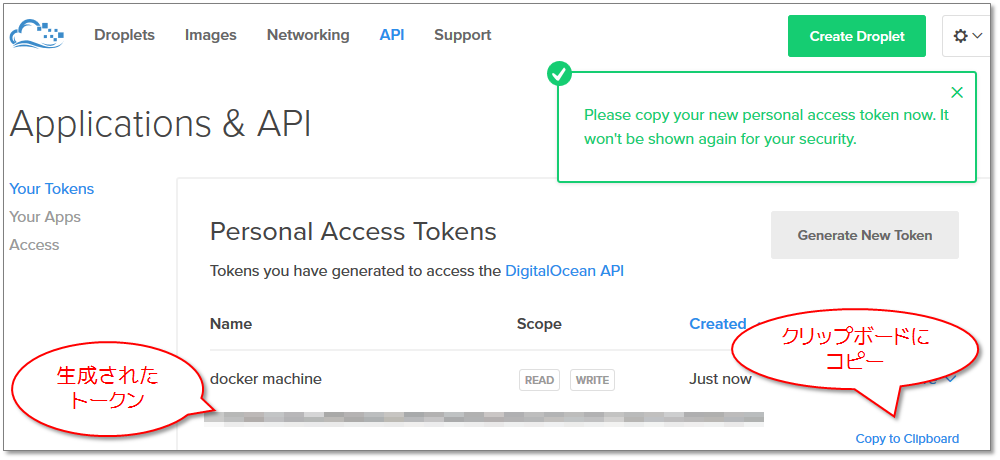 Droplets Images Networking API Support
Create Droplet
Please copy your new personal access token now. It
won't be shown again for your security.
Applications & API
Your Tokens
Your Apps
Access
Personal Access Tokens
Generate New Token
Tokens you have generated to access the DigitalOcean API
Name Scope Created
クリップボードに
コピー
生成された
トークン
docker machine READ WRITE Just now
Copy to Clipboard